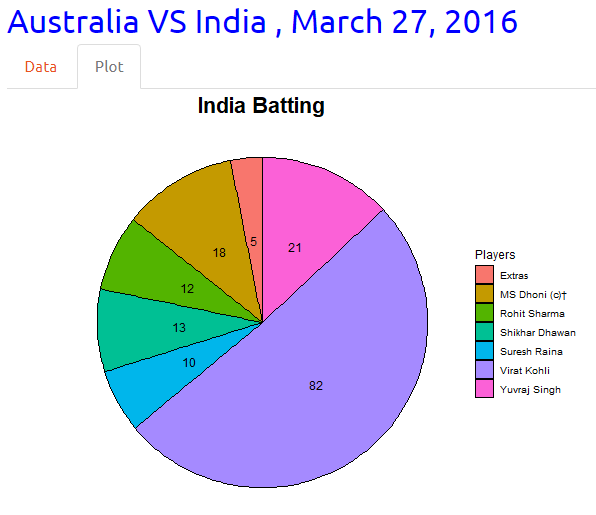 Australia VS India , March 27, 2016
Data
Plot
India Batting
5
21
18
12
13
10
82
Players
Extras
MS Dhoni (c)†
Rohit Sharma
Shikhar Dhawan
Suresh Raina
Virat Kohli
Yuvraj Singh